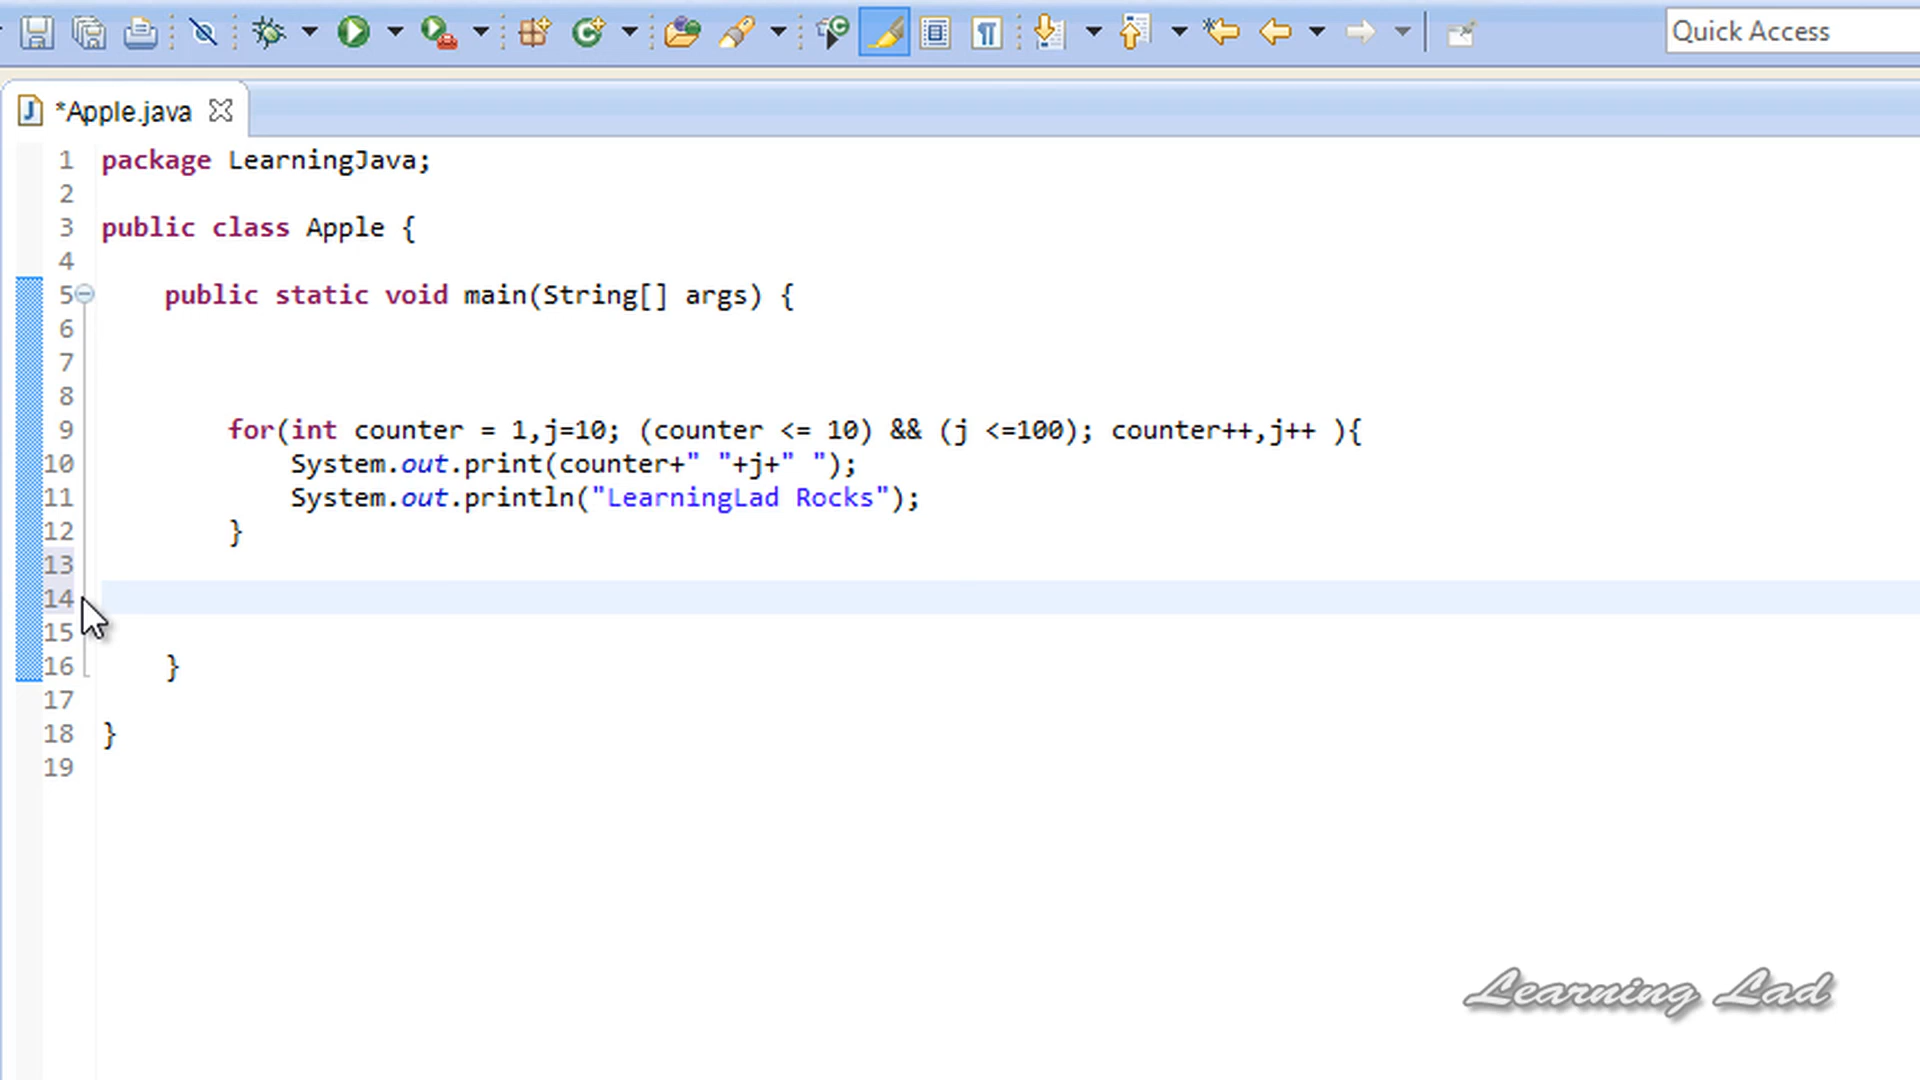 Quick Access
*Apple.java
1 package LearningJava;
2
3 public class Apple {
4
5 public static void main(String[] args) {
6
7
8
9 for(int counter = 1,j=10; (counter <= 10) && (j <=100); counter++,j++ ){
10 System.out.print(counter+" "+j+" ");
11 System.out.println("LearningLad Rocks");
12 }
13
14
15
16 }
17
18 }
19
Learning Lad